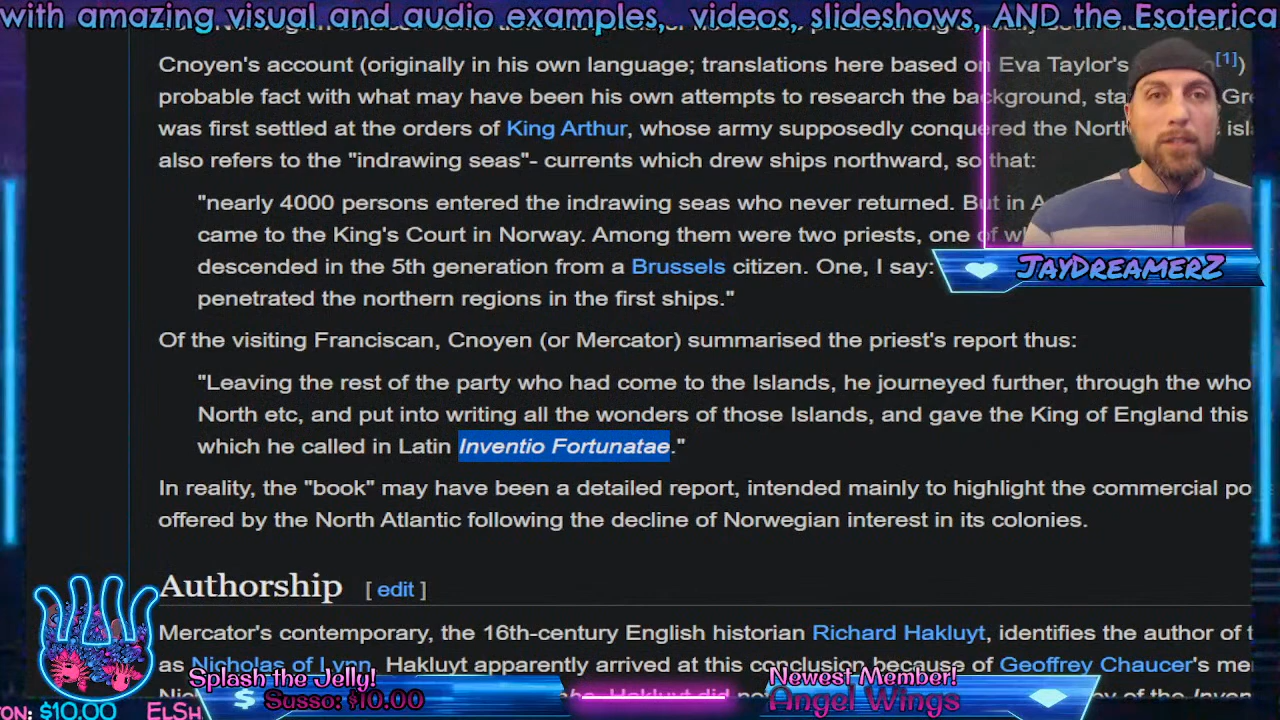 with amazing visual and audio examples, videos, slideshows, AND the Esoterica
Cnoyen's account (originally in his own language; translations here based on Eva Taylor's [1])
probable fact with what may have been his own attempts to research the background,
was first settled at the orders of King Arthur, whose army supposedly conquered the
also refers to the "indrawing seas"- currents which drew ships northward, so that:
"nearly 4000 persons entered the indrawing seas who never returned. But in
came to the King's Court in Norway. Among them were two priests, one of
descended in the 5th generation from a Brussels citizen. One, I say:
JayDreamerZ
penetrated the northern regions in the first ships."
Of the visiting Franciscan, Cnoyen (or Mercator) summarised the priest's report thus:
"Leaving the rest of the party who had come to the Islands, he journeyed further, through the
North etc, and put into writing all the wonders of those Islands, and gave the King of England this
which he called in Latin Inventio Fortunatae."
In reality, the "book" may have been a detailed report, intended mainly to highlight the commercial
offered by the North Atlantic following the decline of Norwegian interest in its colonies.
Authorship [ edit ]
Mercator's contemporary, the 16th-century English historian Richard Hakluyt, identifies the author of
as Nicholas of Lynn. Hakluyt apparently arrived at this conclusion because of Geoffrey Chaucer's
Splash the Jelly!
Susso: $10.00
Newest Member!
Angel Wings
$10.00